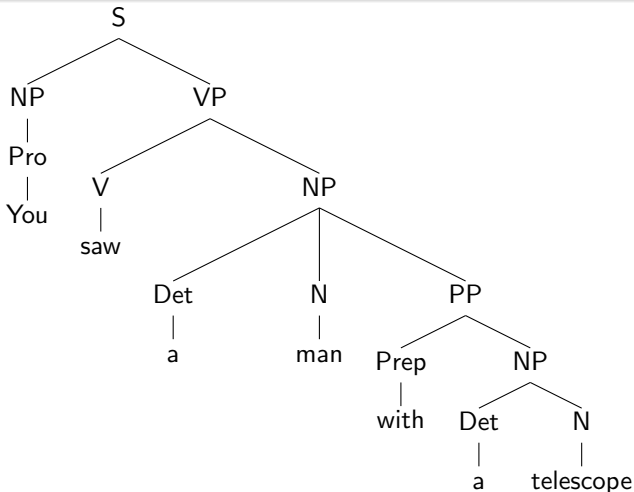 S
NP VP
Pro
V NP
You
saw
Det N PP
a man
Prep NP
with
Det N
a telescope